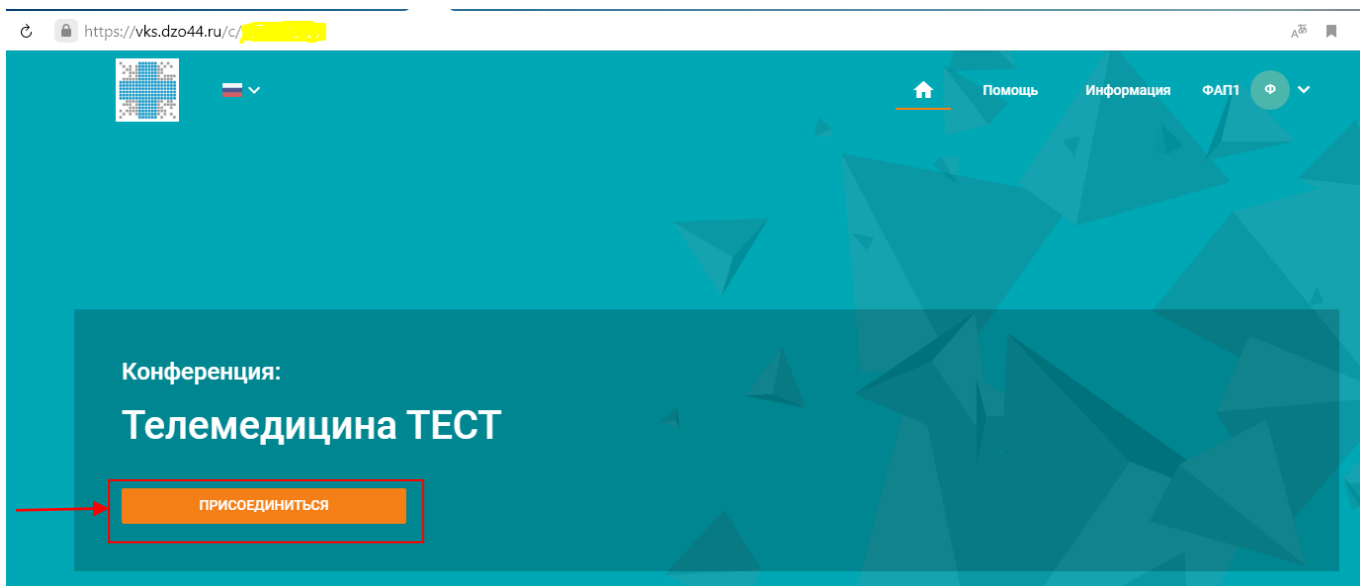 https://vks.dzo44.ru/c/
Помощь Информация ФАП1 Ф
Конференция:
Телемедицина ТЕСТ
ПРИСОЕДИНИТЬСЯ